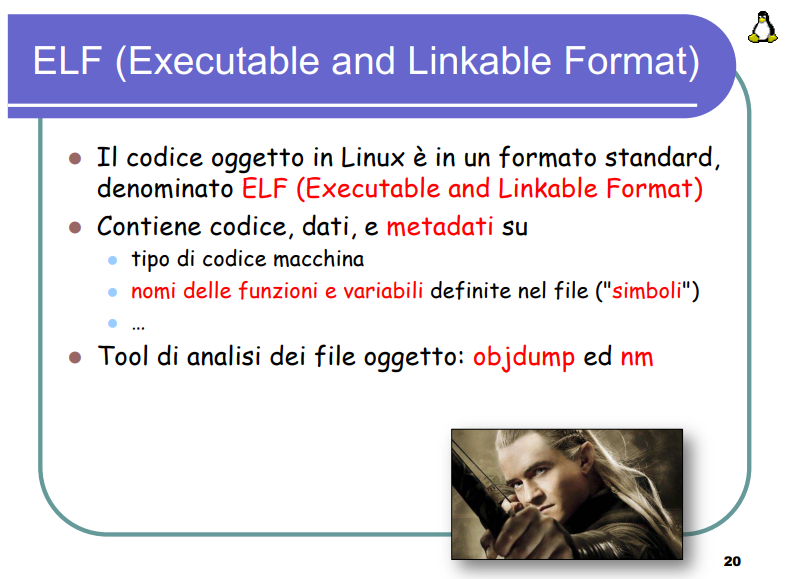 ELF (Executable and Linkable Format)
Il codice oggetto in Linux è in un formato standard,
denominato ELF (Executable and Linkable Format)
Contiene codice, dati, e metadati su
tipo di codice macchina
nomi delle funzioni e variabili definite nel file ("simboli")
...
Tool di analisi dei file oggetto: objdump ed nm
20